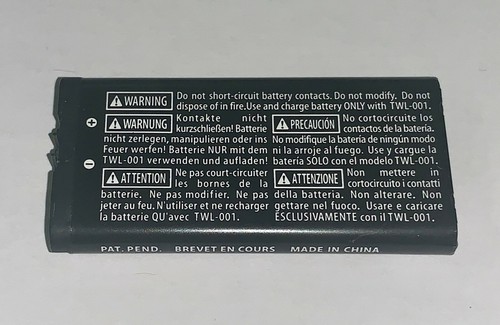 WARNING Do not short-circuit battery contacts. Do not modify. Do not
dispose of in fire.Use and charge battery ONLY with TWL-001.
WARNUNG Kontakte nicht
kurzschließen! Batterie
nicht zerlegen, manipulieren oder ins
Feuer werfen! Batterie NUR mit dem
TWL-001 verwenden und aufladen!
PRECAUCIÓN No cortocircuite los
contactos de la batería.
No modifique la batería de ningún modo
ni la arroje al fuego. Use y cargue la
batería SOLO con el modelo TWL-001.
ATTENTION Ne pas court-circuiter
les bornes de la
batterie. Ne pas modifier. Ne pas
jeter au feu. N'utiliser et ne recharger
la batterie QU'avec TWL-001.
ATTENZIONE Non mettere in
cortocircuito i contatti
della batteria. Non alterare. Non
gettare nel fuoco. Usare e caricare
ESCLUSIVAMENTE con il TWL-001.
+
-
PAT. PEND. BREVET EN COURS MADE IN CHINA